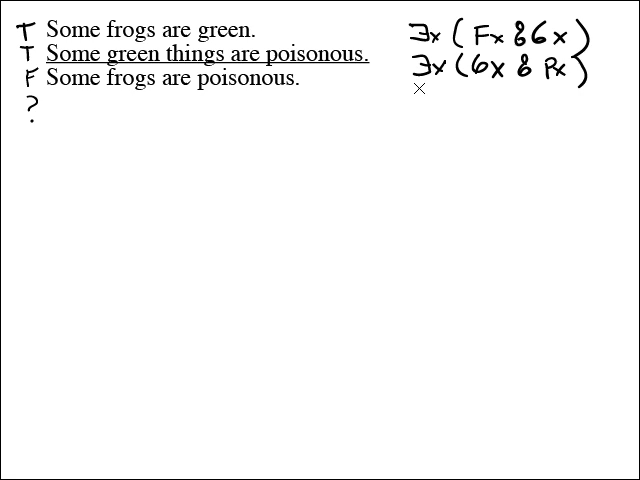 T Some frogs are green. ∃x (Fx & Gx)
T Some green things are poisonous. ∃x (Gx & Px)
F Some frogs are poisonous.
?